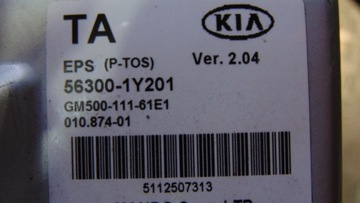 TA KIA
EPS (P-TOS) Ver. 2.04
56300-1Y201
GM500-111-61E1
010.874-01
5112507313